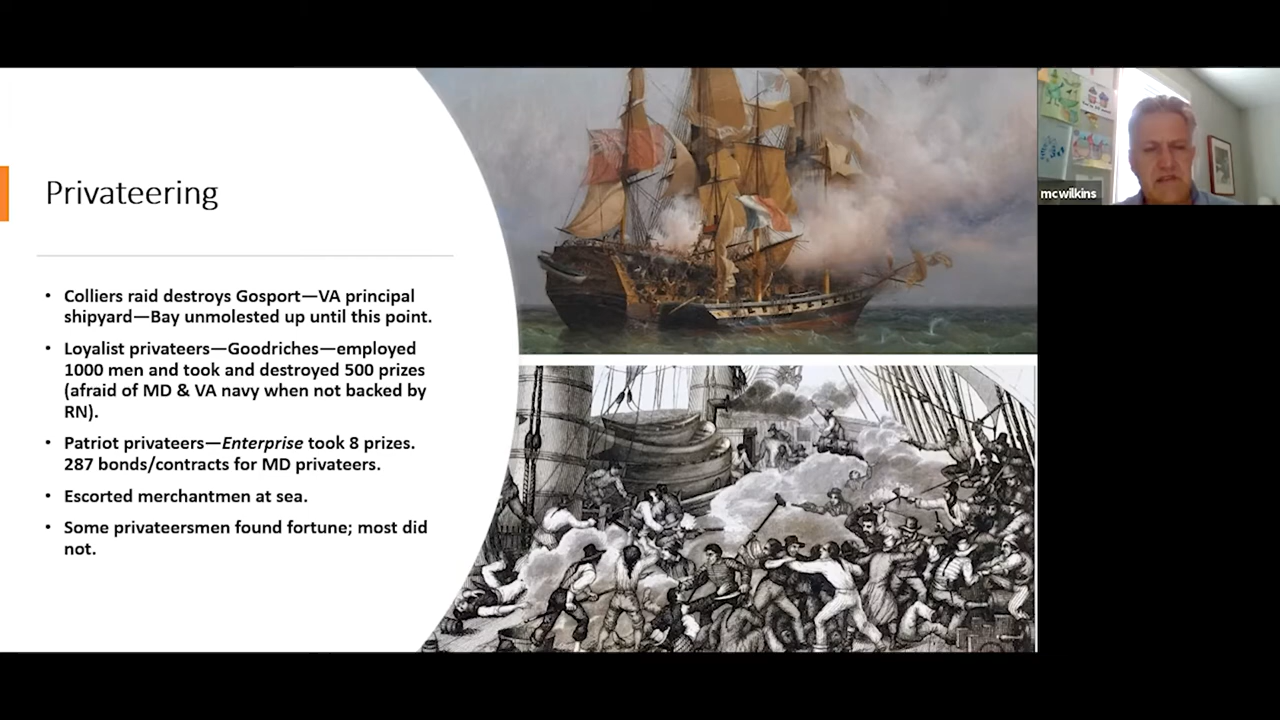 Privateering
• Colliers raid destroys Gosport—VA principal
shipyard—Bay unmolested up until this point.
• Loyalist privateers—Goodriches—employed
1000 men and took and destroyed 500 prizes
(afraid of MD & VA navy when not backed by
RN).
• Patriot privateers—Enterprise took 8 prizes.
287 bonds/contracts for MD privateers.
• Escorted merchantmen at sea.
• Some privateersmen found fortune; most did
not.
mcwilkins